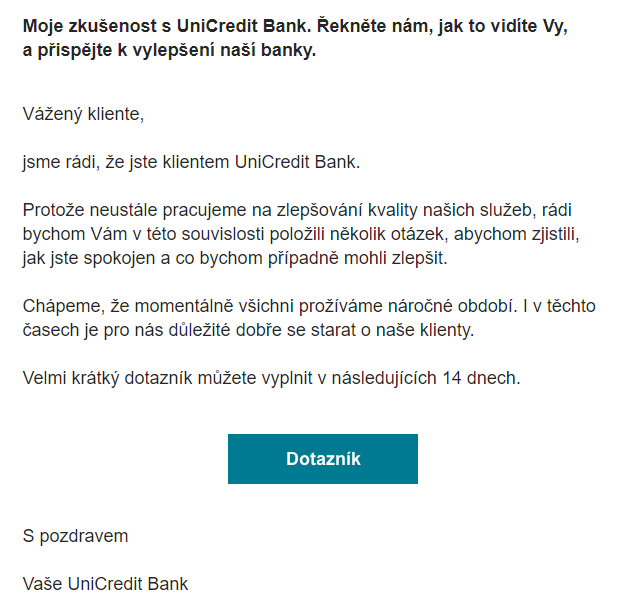 Moje zkušenost s UniCredit Bank. Řekněte nám, jak to vidíte Vy,
a přispějte k vylepšení naší banky.
Vážený kliente,
jsme rádi, že jste klientem UniCredit Bank.
Protože neustále pracujeme na zlepšování kvality našich služeb, rádi
bychom Vám v této souvislosti položili několik otázek, abychom zjistili,
jak jste spokojen a co bychom případně mohli zlepšit.
Chápeme, že momentálně všichni prožíváme náročné období. I v těchto
časech je pro nás důležité dobře se starat o naše klienty.
Velmi krátký dotazník můžete vyplnit v následujících 14 dnech.
Dotazník
S pozdravem
Vaše UniCredit Bank